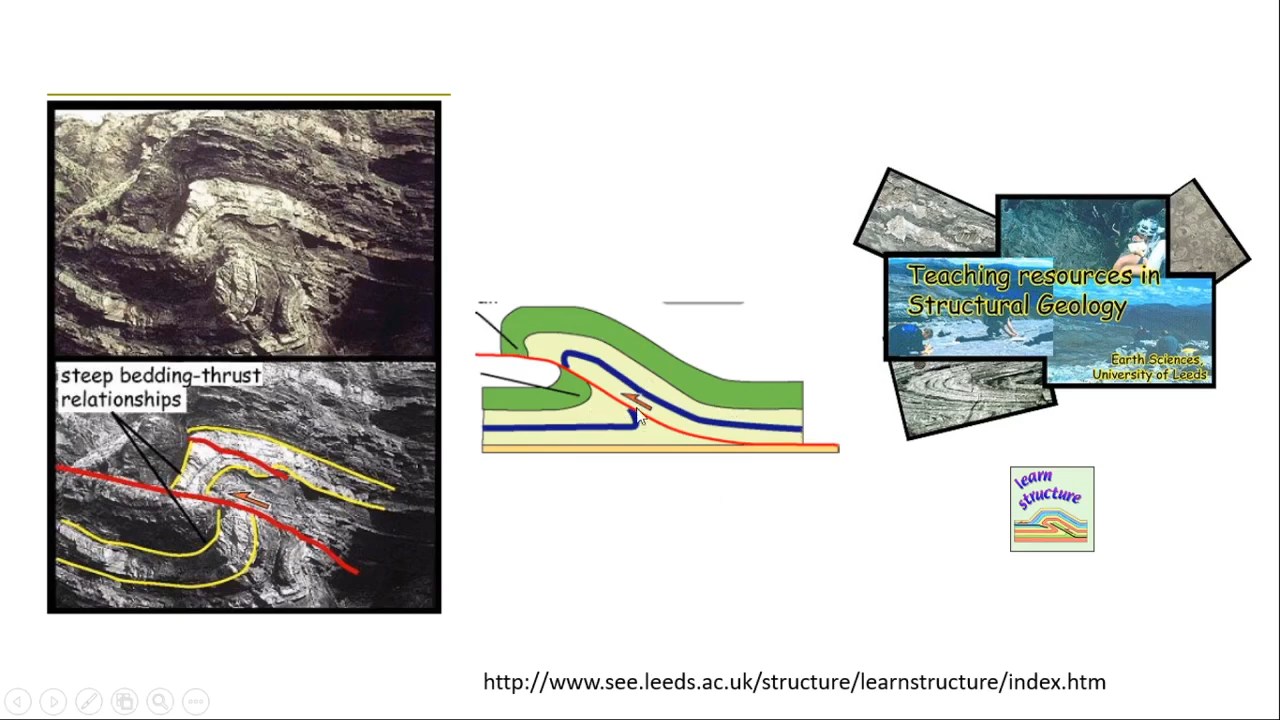 steep bedding-thrust
relationships
Teaching resources in
Structural Geology
Earth Sciences,
University of Leeds
learn
structure
http://www.see.leeds.ac.uk/structure/learnstructure/index.htm